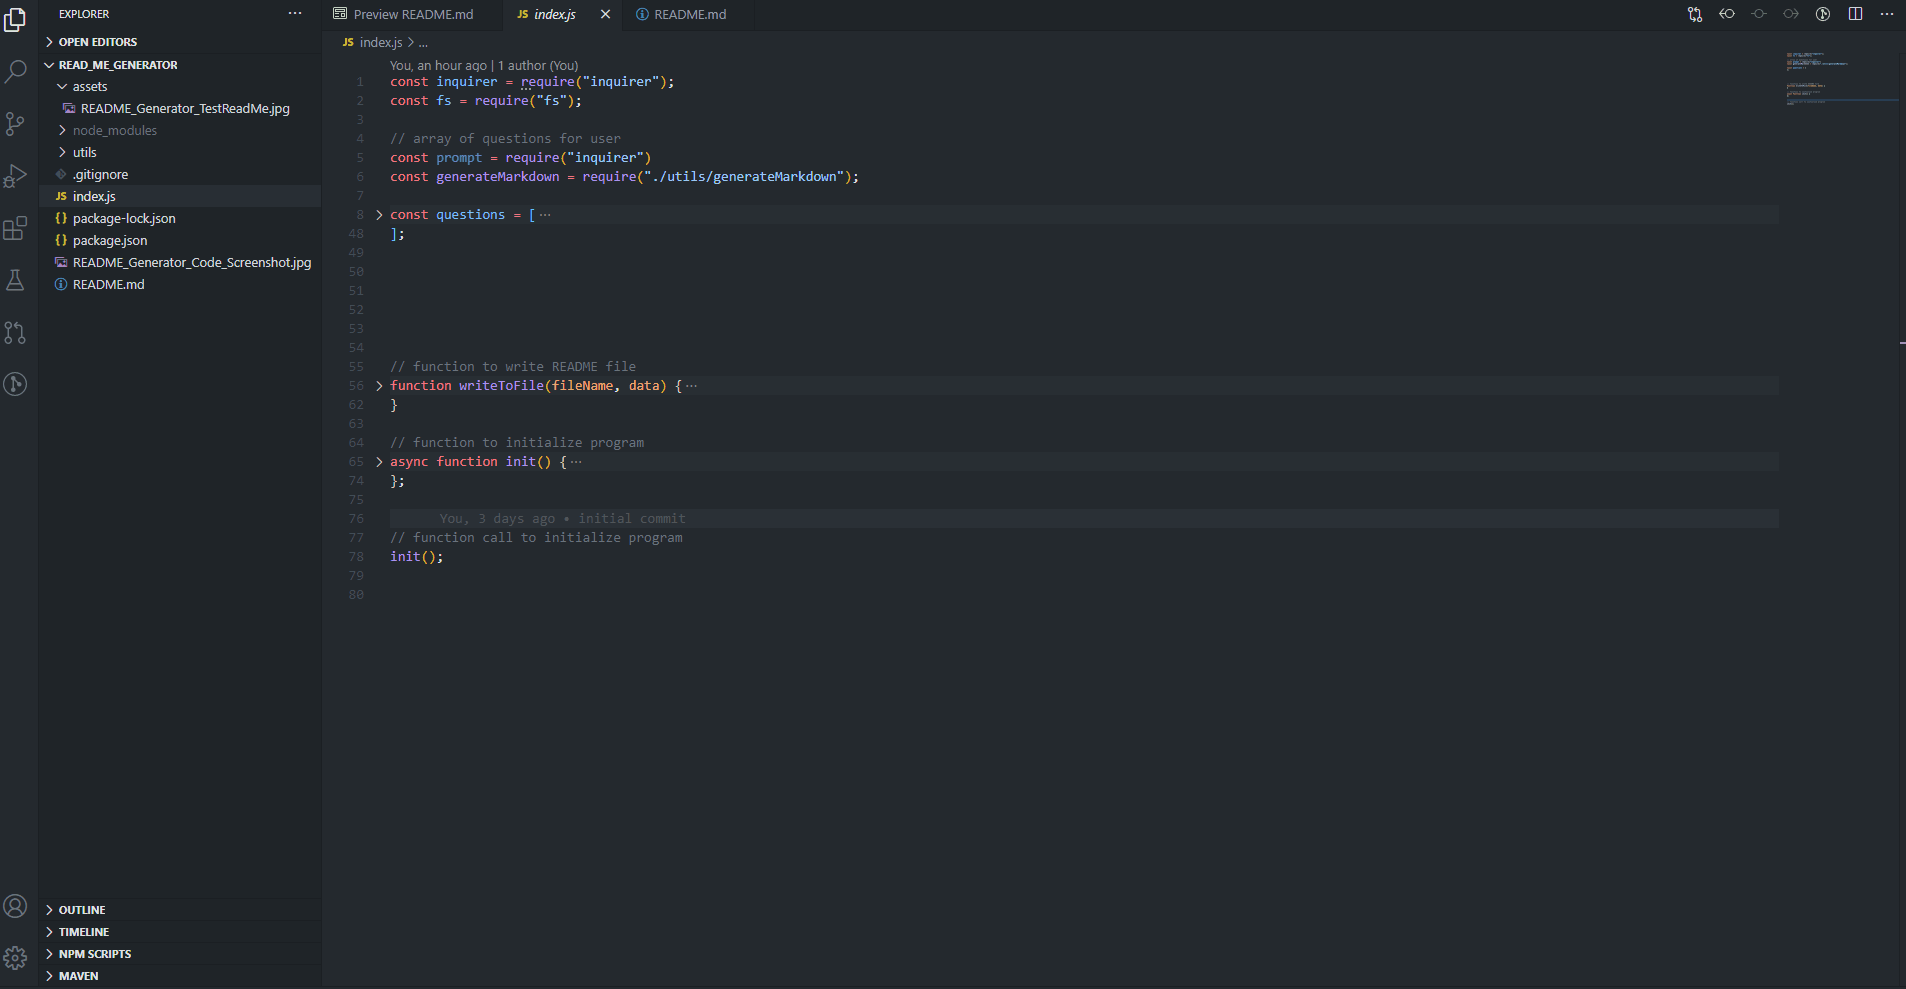 EXPLORER
OPEN EDITORS
READ_ME_GENERATOR
assets
README_Generator_TestReadMe.jpg
node_modules
utils
.gitignore
JS index.js
{} package-lock.json
{} package.json
README_Generator_Code_Screenshot.jpg
README.md
OUTLINE
TIMELINE
NPM SCRIPTS
MAVEN
Preview README.md
JS index.js
README.md
JS index.js > ...
You, an hour ago | 1 author (You)
1 const inquirer = require("inquirer");
2 const fs = require("fs");
3
4 // array of questions for user
5 const prompt = require("inquirer")
6 const generateMarkdown = require("./utils/generateMarkdown");
7
8 const questions = [ ...
48 ];
49
50
51
52
53
54
55 // function to write README file
56 function writeToFile(fileName, data) { ...
62 }
63
64 // function to initialize program
65 async function init() { ...
74 };
75
76 You, 3 days ago • initial commit
77 // function call to initialize program
78 init();
79
80